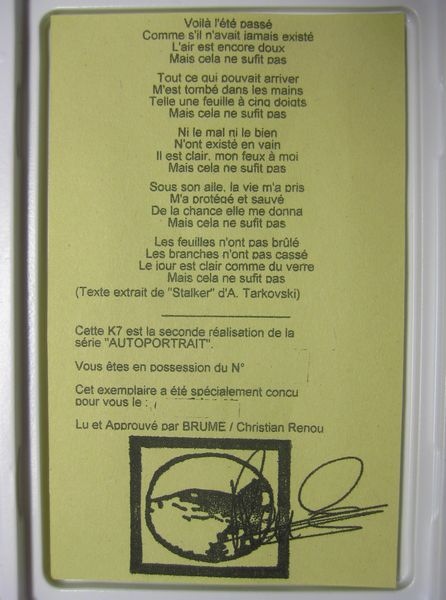 Voilà l'été passé
Comme s'il n'avait jamais existé
L'air est encore doux
Mais cela ne sufit pas
Tout ce qui pouvait arriver
M'est tombé dans les mains
Telle une feuille à cinq doigts
Mais cela ne sufit pas
Ni le mal ni le bien
N'ont existé en vain
Il est clair, mon feux à moi
Mais cela ne sufit pas
Sous son aile, la vie m'a pris
M'a protégé et sauvé
De la chance elle me donna
Mais cela ne sufit pas
Les feuilles n'ont pas brûlé
Les branches n'ont pas cassé
Le jour est clair comme du verre
Mais cela ne sufit pas
(Texte extrait de "Stalker" d'A. Tarkovski)
Cette K7 est la seconde réalisation de la
série "AUTOPORTRAIT".
Vous êtes en possession du N°
Cet exemplaire a été spécialement concu
pour vous le :
Lu et Approuvé par BRUME / Christian Renou